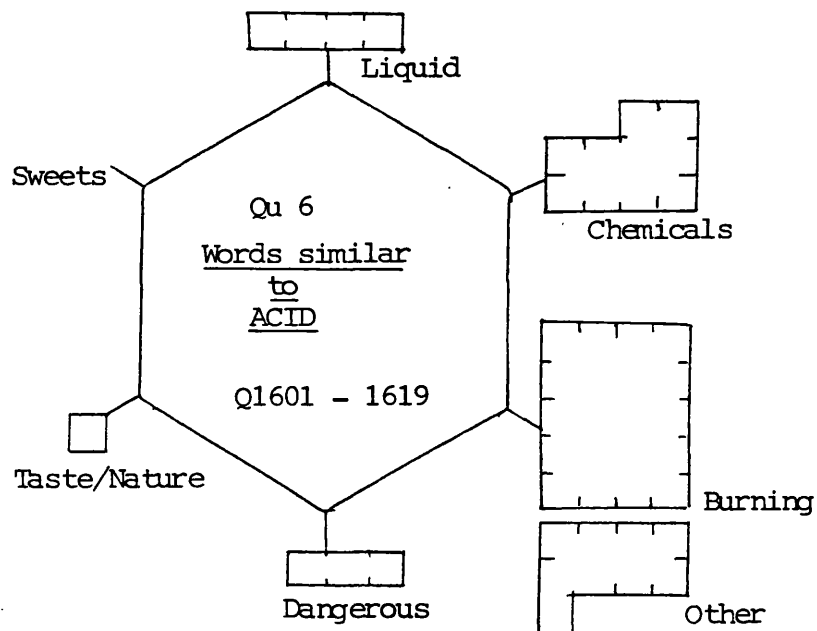 Liquid
Sweets
Qu 6
Words similar
to
ACID
Chemicals
Q1601 - 1619
Taste/Nature
Burning
Dangerous
Other